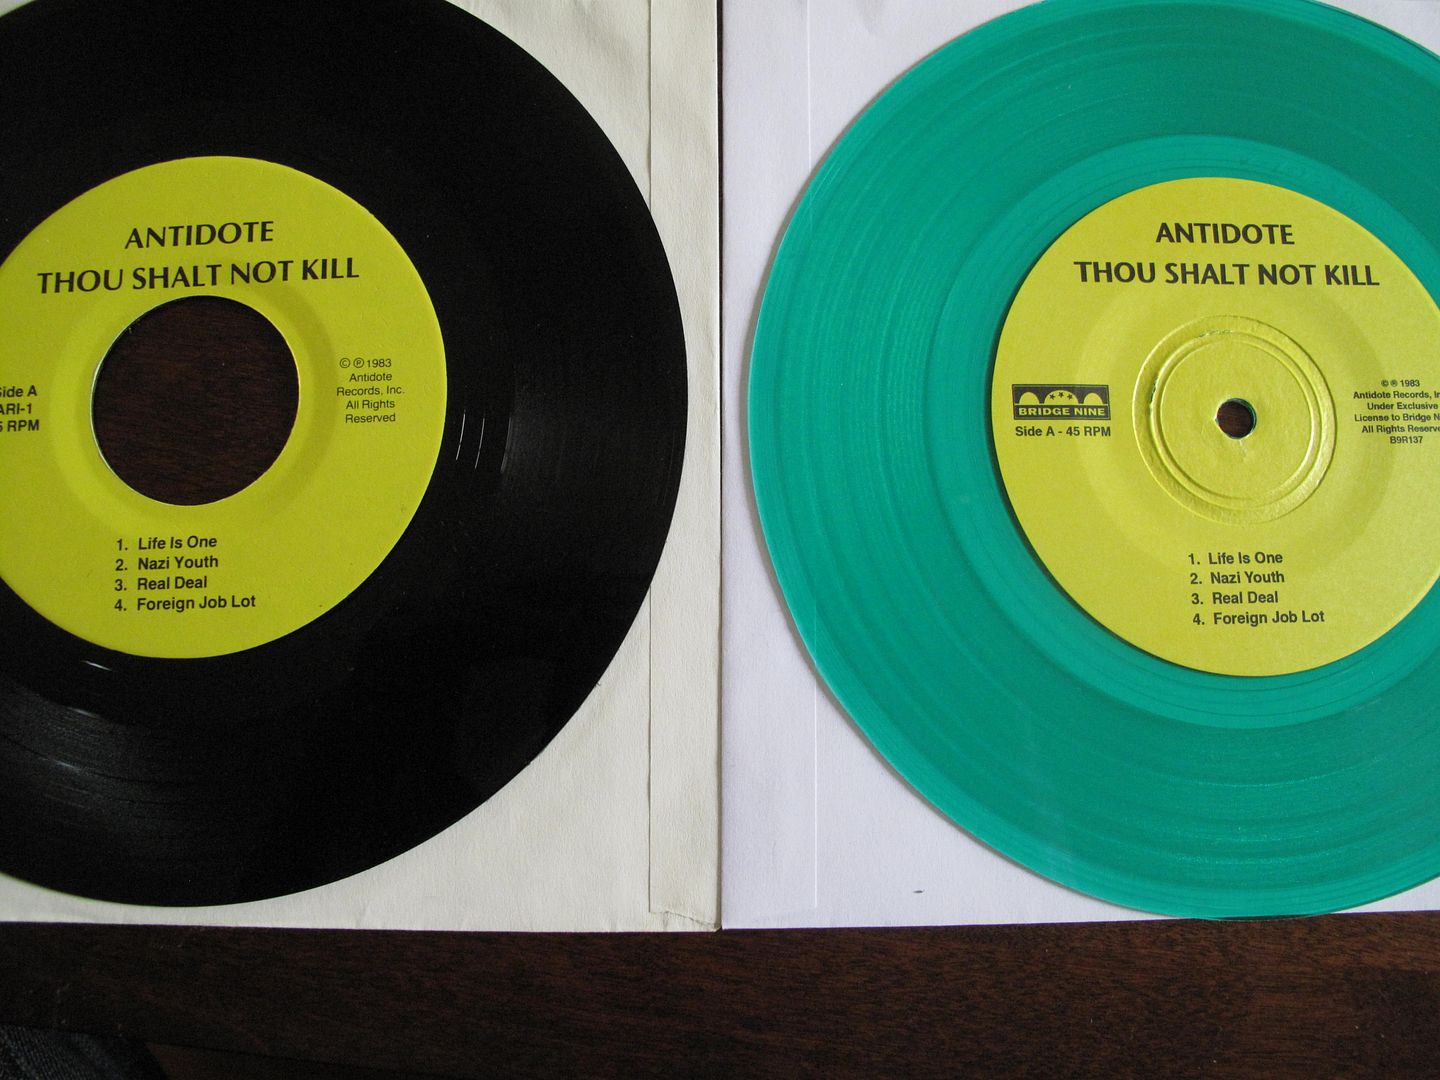 ANTIDOTE
THOU SHALT NOT KILL
Side A
ARI-1
RPM
© ℗ 1983
Antidote
Records, Inc.
All Rights
Reserved
1. Life Is One
2. Nazi Youth
3. Real Deal
4. Foreign Job Lot
ANTIDOTE
THOU SHALT NOT KILL
BRIDGE NINE
Side A - 45 RPM
© ℗ 1983
Antidote Records,
Under Exclusive
License to Bridge
All Rights
B9R137
1. Life Is One
2. Nazi Youth
3. Real Deal
4. Foreign Job Lot